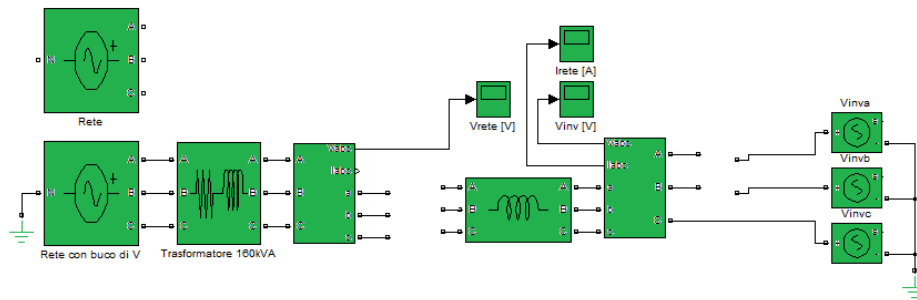 A
N
B
C
Rete
Irete [A]
Vrete [V]
Vinv [V]
Vinva
Vinvb
Vinvc
N
A
B
C
A
B
C
A
B
C
Vabc
Iabc
a
b
c
A
B
C
A
B
C
Vabc
Iabc
a
b
c
A
B
C
Rete con buco di V
Trasformatore 160kVA